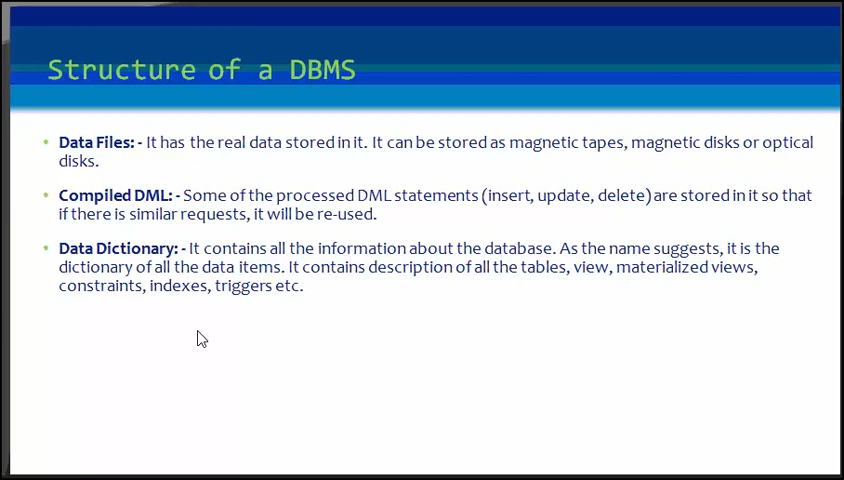 Structure of a DBMS
• Data Files: - It has the real data stored in it. It can be stored as magnetic tapes, magnetic disks or optical
disks.
• Compiled DML: - Some of the processed DML statements (insert, update, delete) are stored in it so that
if there is similar requests, it will be re-used.
• Data Dictionary: - It contains all the information about the database. As the name suggests, it is the
dictionary of all the data items. It contains description of all the tables, view, materialized views,
constraints, indexes, triggers etc.